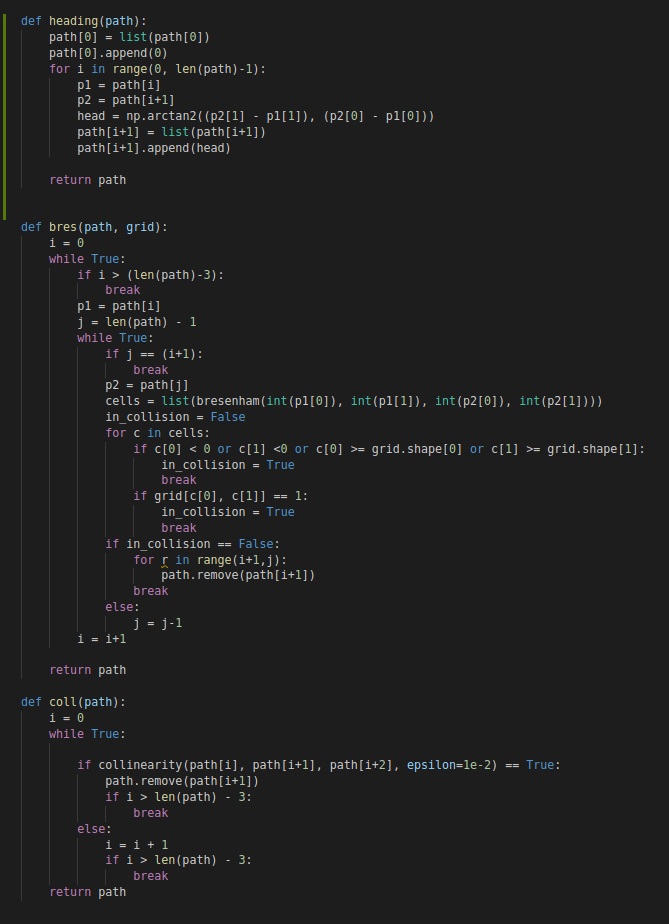 def heading(path):
    path[0] = list(path[0])
    path[0].append(0)
    for i in range(0, len(path)-1):
        p1 = path[i]
        p2 = path[i+1]
        head = np.arctan2((p2[1] - p1[1]), (p2[0] - p1[0]))
        path[i+1] = list(path[i+1])
        path[i+1].append(head)

    return path


def bres(path, grid):
    i = 0
    while True:
        if i > (len(path)-3):
            break
        p1 = path[i]
        j = len(path) - 1
        while True:
            if j == (i+1):
                break
            p2 = path[j]
            cells = list(bresenham(int(p1[0]), int(p1[1]), int(p2[0]), int(p2[1])))
            in_collision = False
            for c in cells:
                if c[0] < 0 or c[1] <0 or c[0] >= grid.shape[0] or c[1] >= grid.shape[1]:
                    in_collision = True
                    break
                if grid[c[0], c[1]] == 1:
                    in_collision = True
                    break
            if in_collision == False:
                for r in range(i+1,j):
                    path.remove(path[i+1])
                break
            else:
                j = j-1
        i = i+1

    return path

def coll(path):
    i = 0
    while True:

        if collinearity(path[i], path[i+1], path[i+2], epsilon=1e-2) == True:
            path.remove(path[i+1])
            if i > len(path) - 3:
                break
        else:
            i = i + 1
            if i > len(path) - 3:
                break
    return path